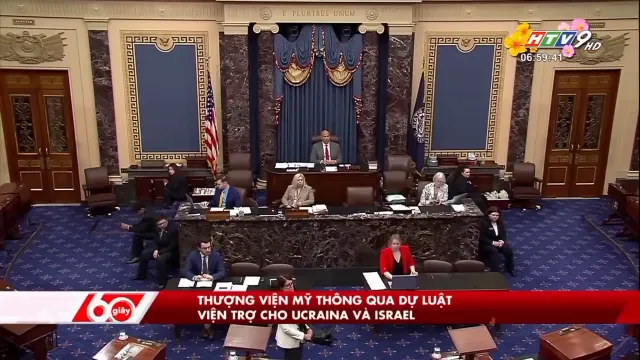 E PLURIBUS UNUM
HTV9 HD
06:59:41
60 giây
THƯỢNG VIỆN MỸ THÔNG QUA DỰ LUẬT
VIỆN TRỢ CHO UCRAINA VÀ ISRAEL